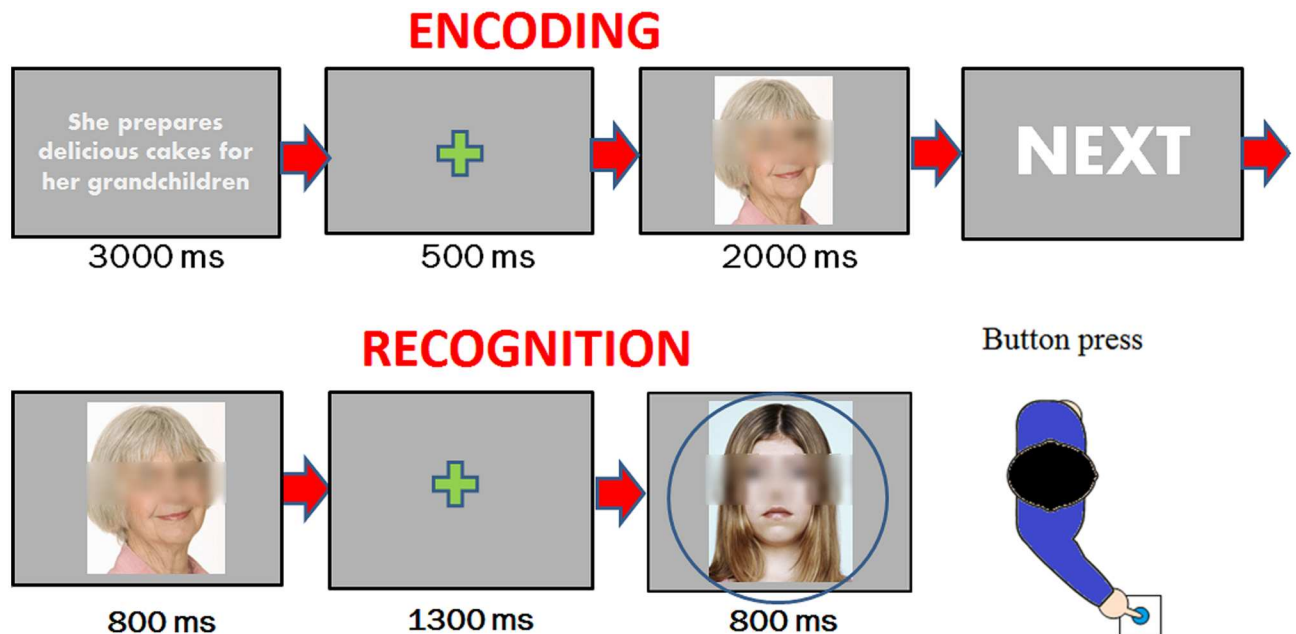 ENCODING
She prepares
delicious cakes for
her grandchildren
NEXT
3000 ms
500 ms
2000 ms
RECOGNITION
Button press
800 ms
1300 ms
800 ms